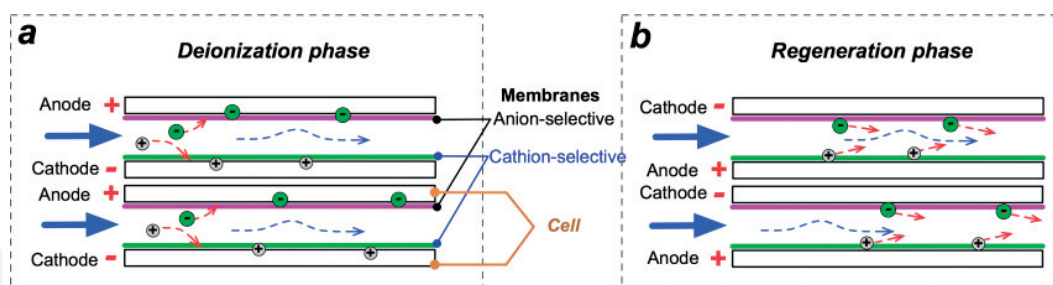 a
Deionization phase
Anode +
Cathode -
Anode +
Cathode -
Membranes
Anion-selective
Cathion-selective
Cell
b
Regeneration phase
Cathode -
Anode +
Cathode -
Anode +